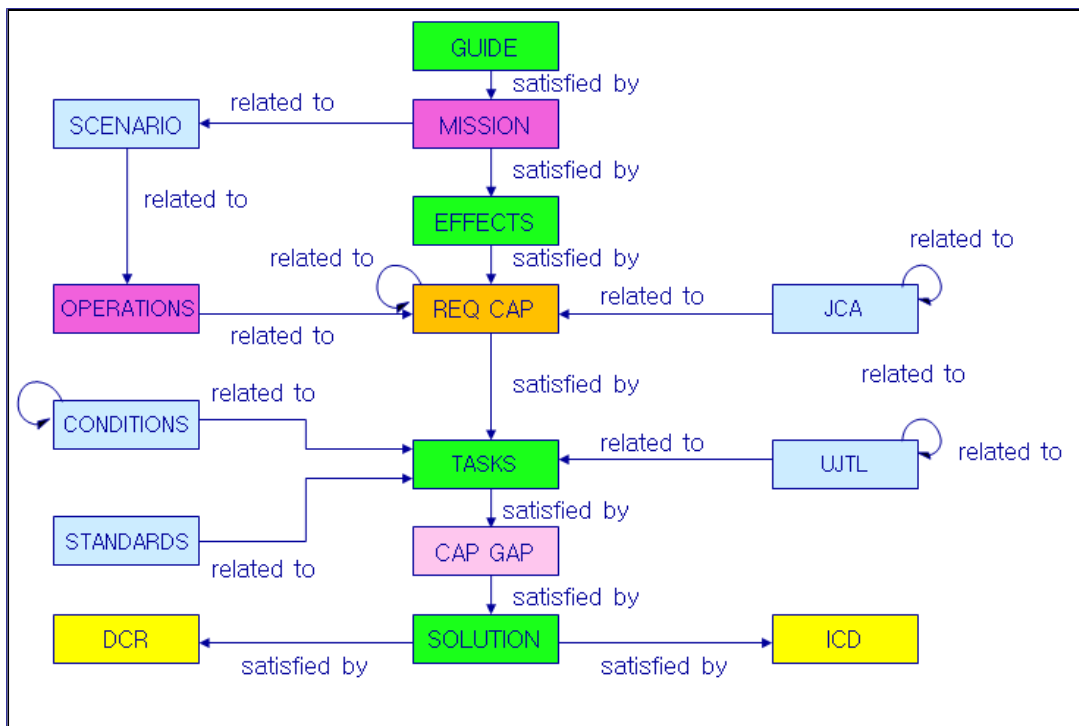 GUIDE
satisfied by
related to
SCENARIO
MISSION
satisfied by
related to
EFFECTS
related to
satisfied by
related to
OPERATIONS
REQ CAP
related to
JCA
related to
related to
satisfied by
related to
CONDITIONS
related to
TASKS
UJTL
related to
satisfied by
STANDARDS
CAP GAP
related to
satisfied by
DCR
SOLUTION
ICD
satisfied by
satisfied by